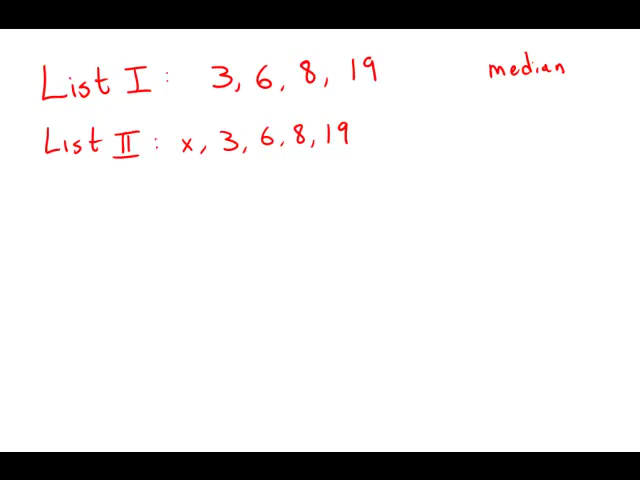 List I : 3, 6, 8, 19 median
List II : x, 3, 6, 8, 19